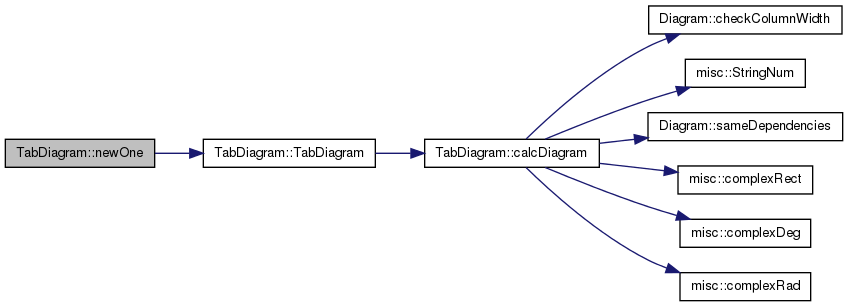 TabDiagram::newOne
TabDiagram::TabDiagram
TabDiagram::calcDiagram
Diagram::checkColumnWidth
misc::StringNum
Diagram::sameDependencies
misc::complexRect
misc::complexDeg
misc::complexRad